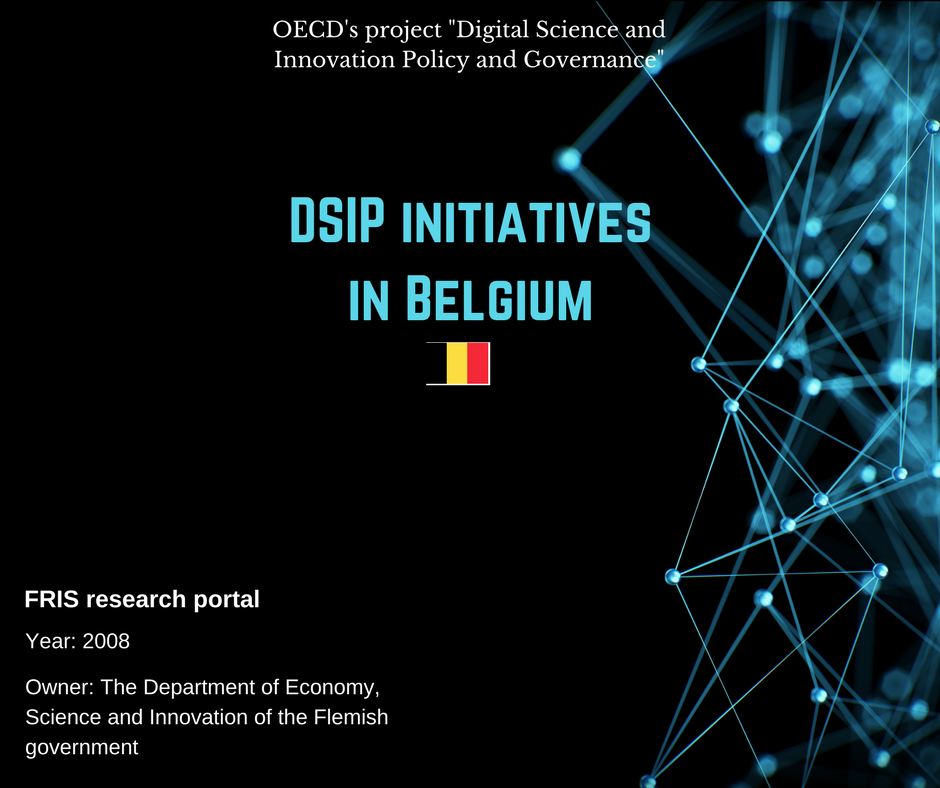 OECD's project "Digital Science and
Innovation Policy and Governance"
DSIP INITIATIVES
IN BELGIUM
FRIS research portal
Year: 2008
Owner: The Department of Economy,
Science and Innovation of the Flemish
government